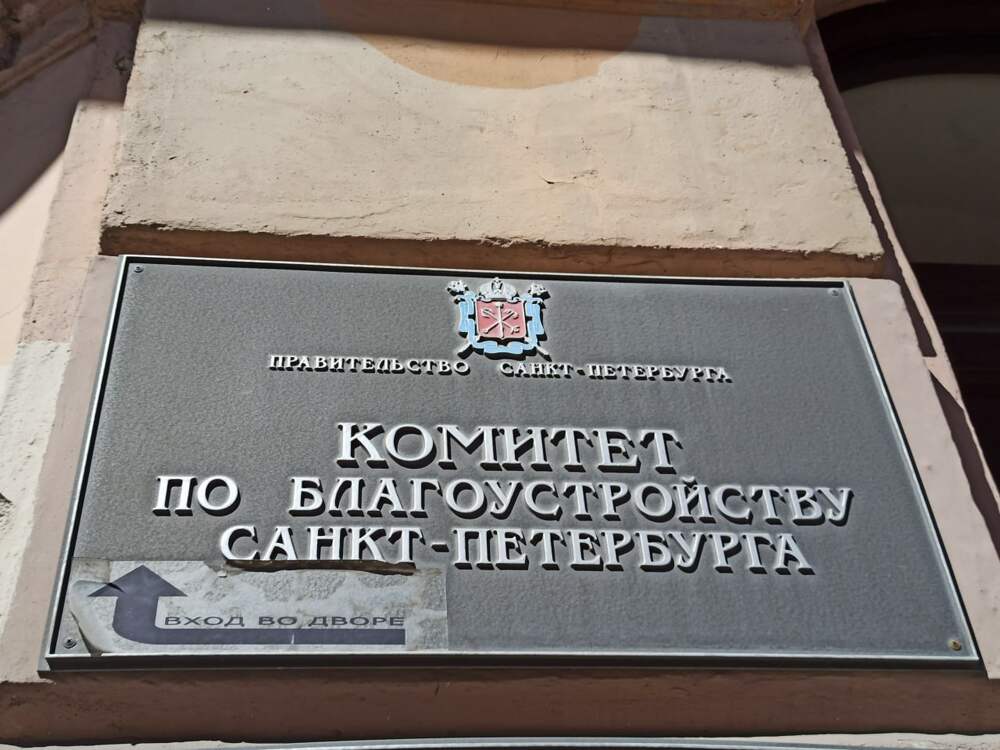 ПРАВИТЕЛЬСТВО САНКТ-ПЕТЕРБУРГА
КОМИТЕТ
ПО БЛАГОУСТРОЙСТВУ
САНКТ-ПЕТЕРБУРГА
ВХОД ВО ДВОРЕ